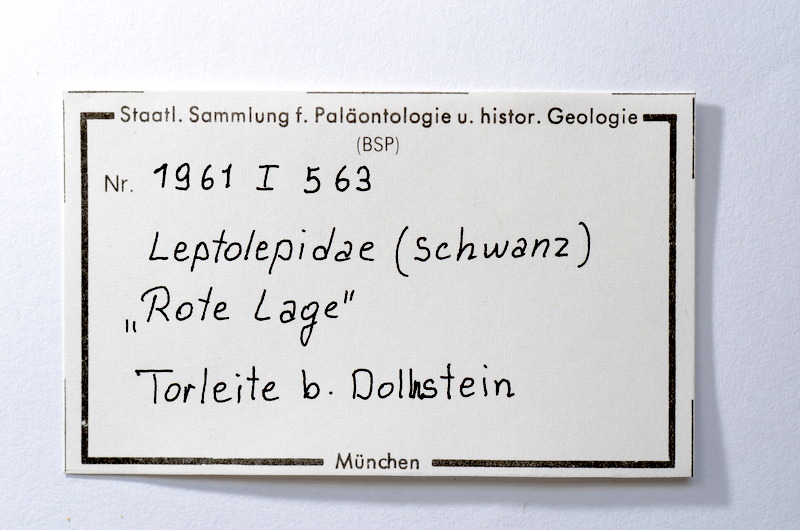 Staatl. Sammlung f. Paläontologie u. histor. Geologie
(BSP)
Nr. 1961 I 563
Leptolepidae (Schwanz)
„Rote Lage"
Torleite b. Dollnstein
München